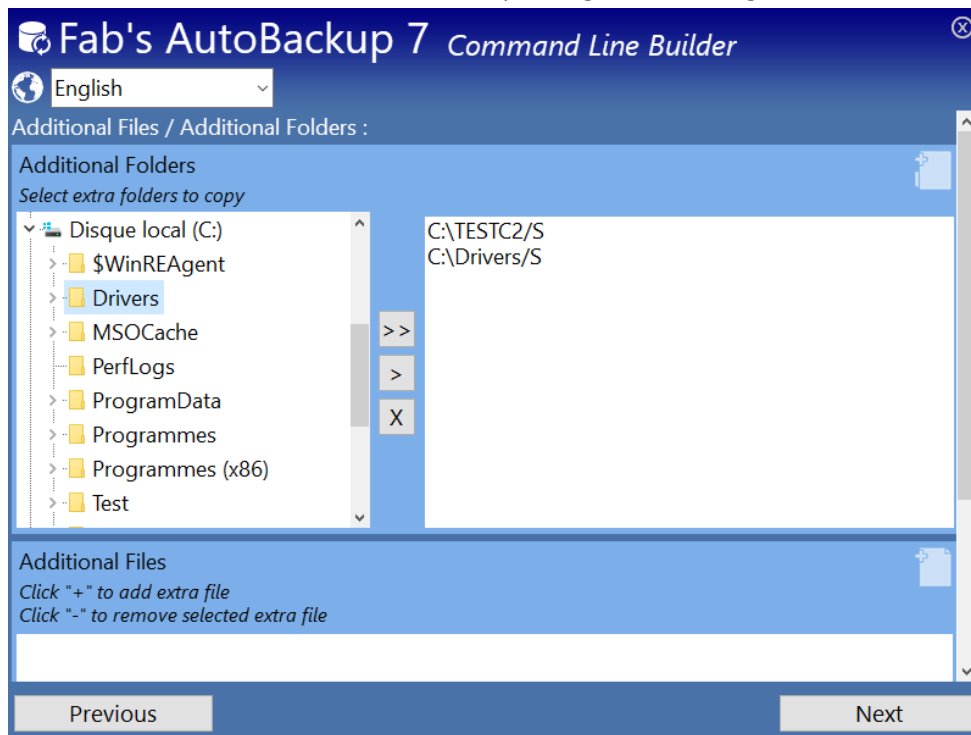 Fab's AutoBackup 7 Command Line Builder
English
Additional Files / Additional Folders :
Additional Folders
Select extra folders to copy
Disque local (C:)
$WinREAgent
Drivers
MSOCache
PerfLogs
ProgramData
Programmes
Programmes (x86)
Test
C:\TESTC2/S
C:\Drivers/S
>>
>
X
Additional Files
Click "+" to add extra file
Click "-" to remove selected extra file
Previous
Next